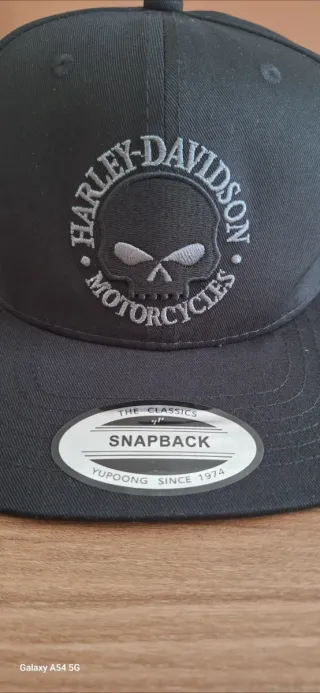 HARLEY-DAVIDSON
MOTORCYCLES
THE CLASSICS
SNAPBACK
YUPOONG SINCE 1974
Galaxy A54 5G